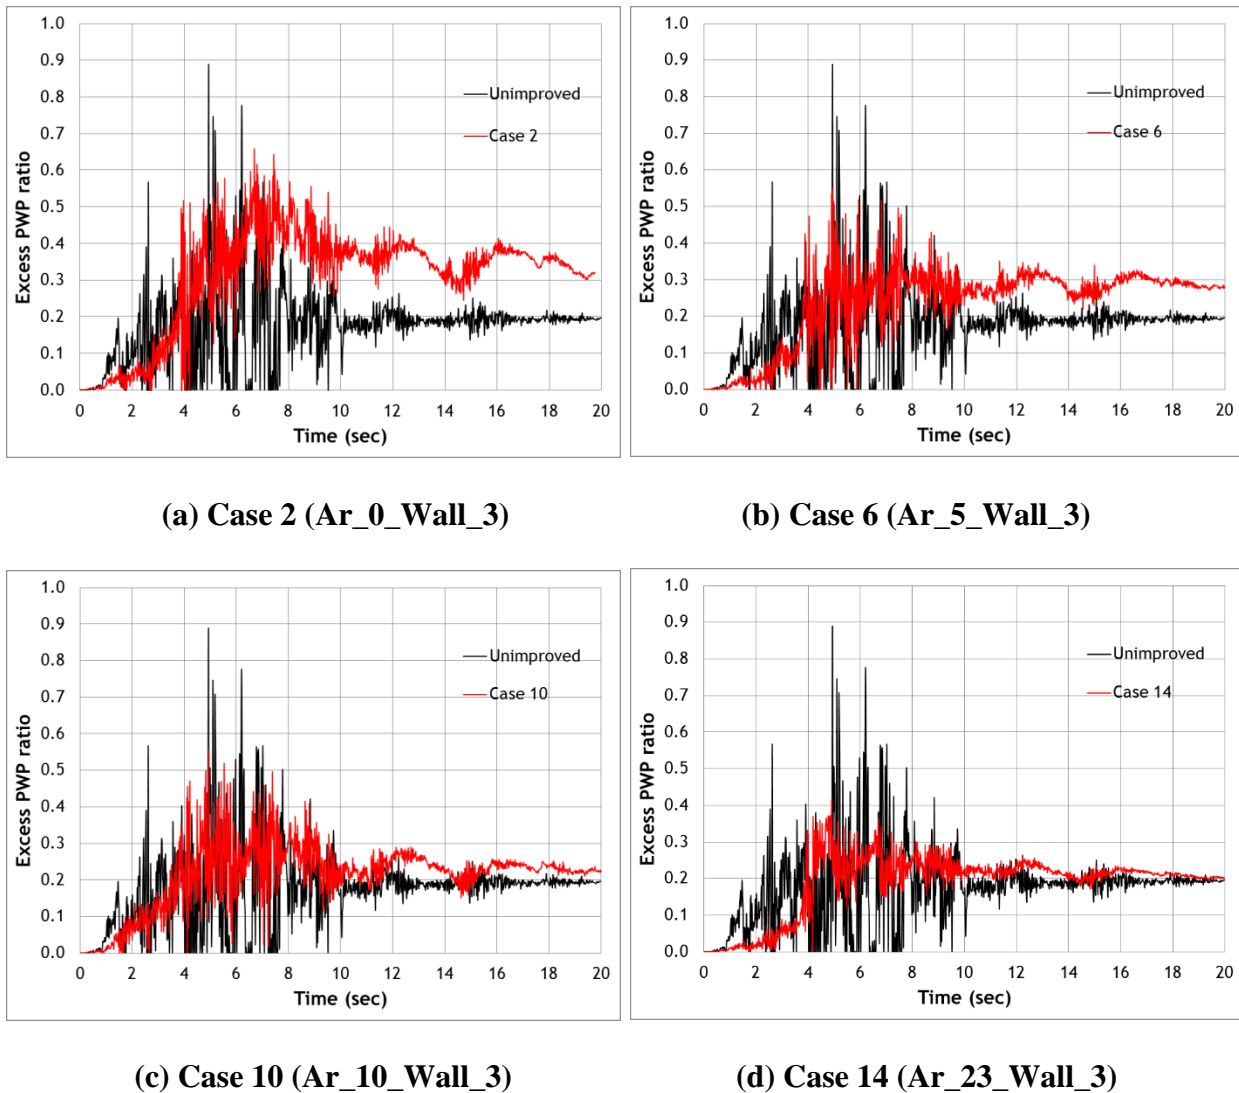 1.0
0.9
0.8
0.7
0.6
0.5
0.4
0.3
0.2
0.1
0.0
Excess PWP ratio
Unimproved
Case 2
0 2 4 6 8 10 12 14 16 18 20
Time (sec)
(a) Case 2 (Ar_0_Wall_3)
1.0
0.9
0.8
0.7
0.6
0.5
0.4
0.3
0.2
0.1
0.0
Excess PWP ratio
Unimproved
Case 6
0 2 4 6 8 10 12 14 16 18 20
Time (sec)
(b) Case 6 (Ar_5_Wall_3)
1.0
0.9
0.8
0.7
0.6
0.5
0.4
0.3
0.2
0.1
0.0
Excess PWP ratio
Unimproved
Case 10
0 2 4 6 8 10 12 14 16 18 20
Time (sec)
(c) Case 10 (Ar_10_Wall_3)
1.0
0.9
0.8
0.7
0.6
0.5
0.4
0.3
0.2
0.1
0.0
Excess PWP ratio
Unimproved
Case 14
0 2 4 6 8 10 12 14 16 18 20
Time (sec)
(d) Case 14 (Ar_23_Wall_3)